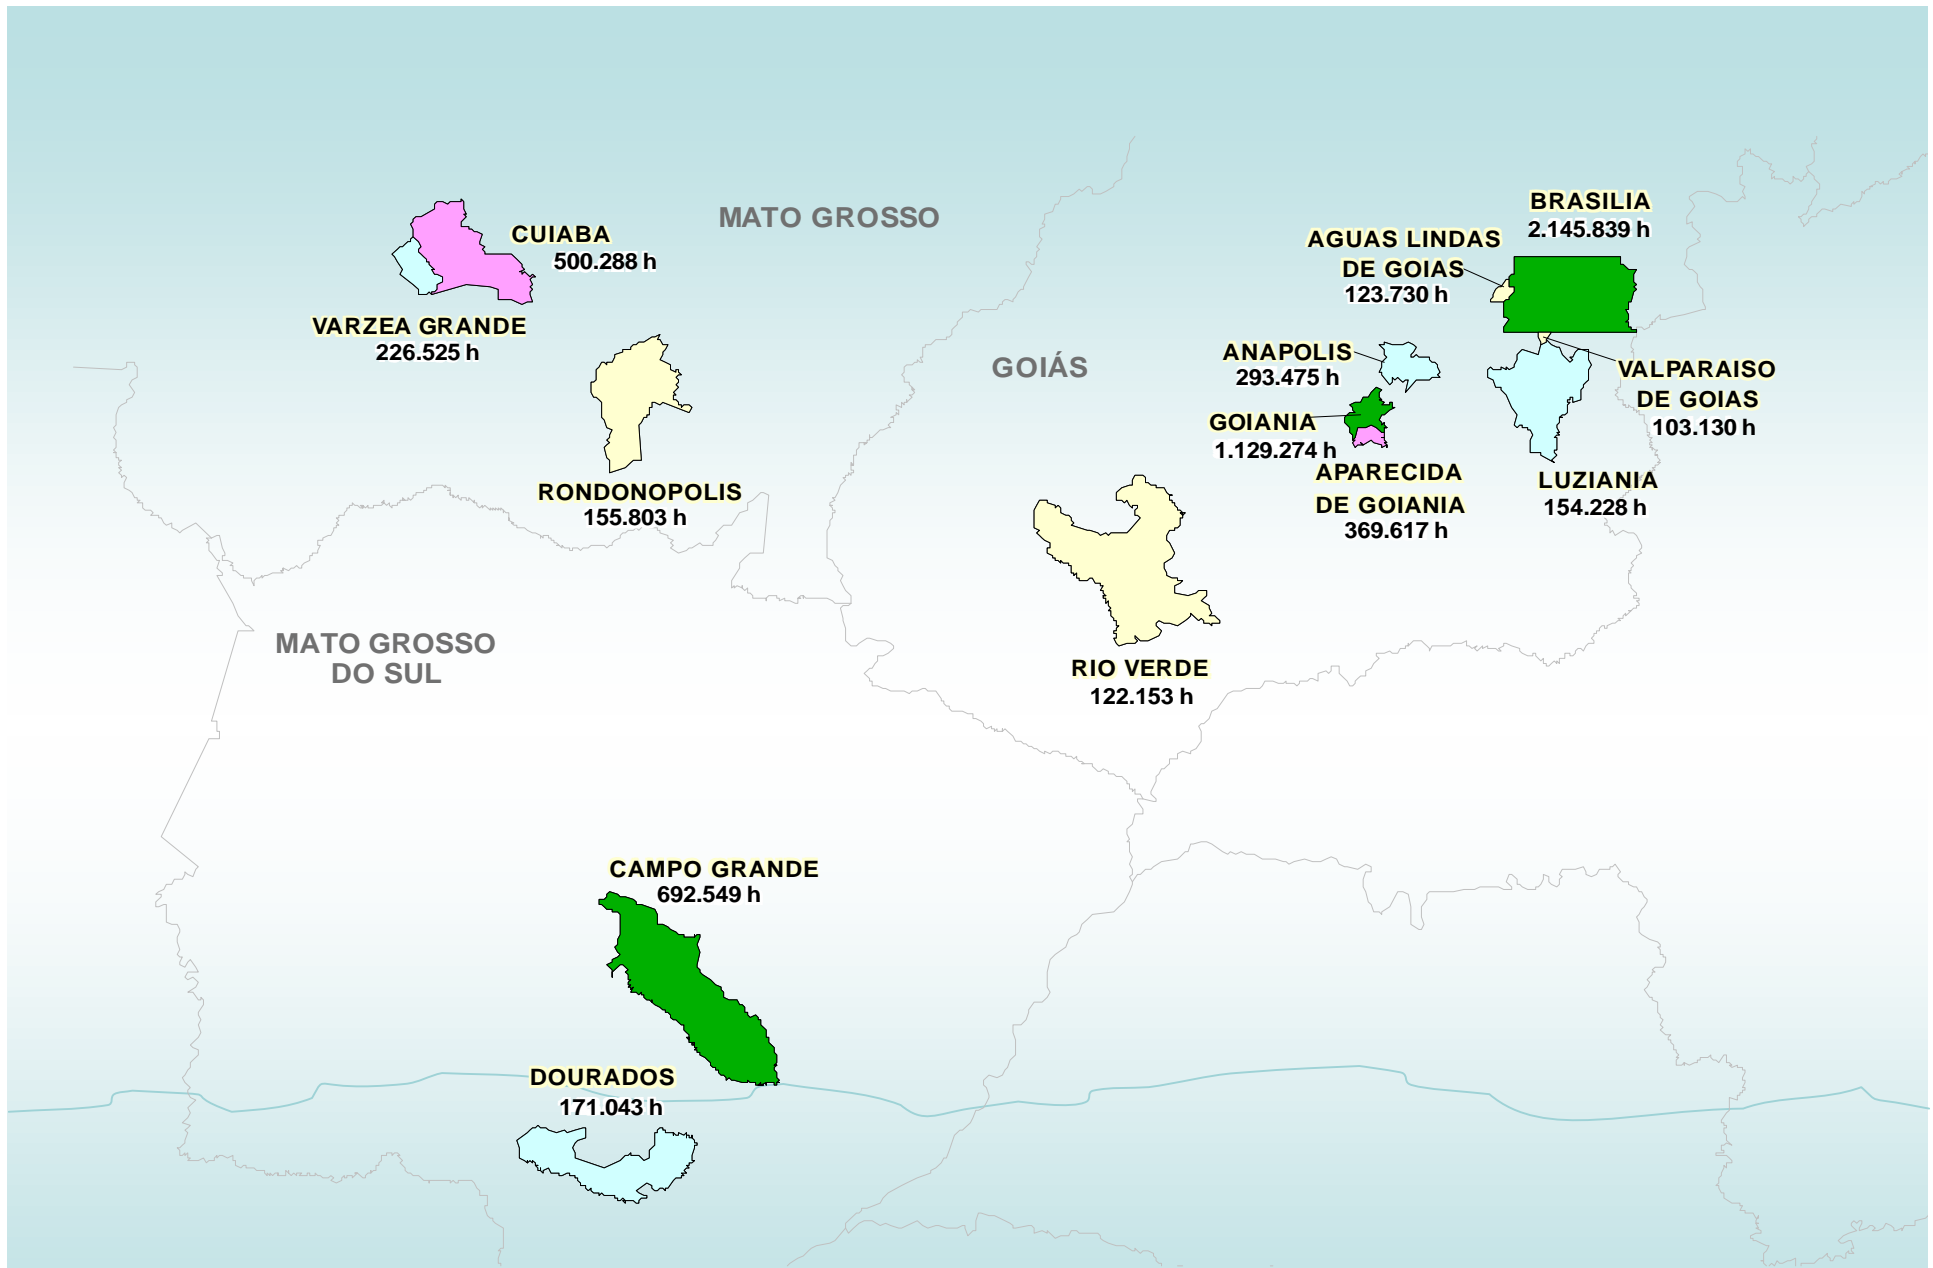 BRASILIA
2.145.839 h
MATO GROSSO
CUIABA
500.288 h
AGUAS LINDAS
DE GOIAS
123.730 h
VARZEA GRANDE
226.525 h
GOIÁS
ANAPOLIS
293.475 h
VALPARAISO
DE GOIAS
103.130 h
GOIANIA
1.129.274 h
APARECIDA
DE GOIANIA
369.617 h
LUZIANIA
154.228 h
RONDONOPOLIS
155.803 h
MATO GROSSO
DO SUL
RIO VERDE
122.153 h
CAMPO GRANDE
692.549 h
DOURADOS
171.043 h